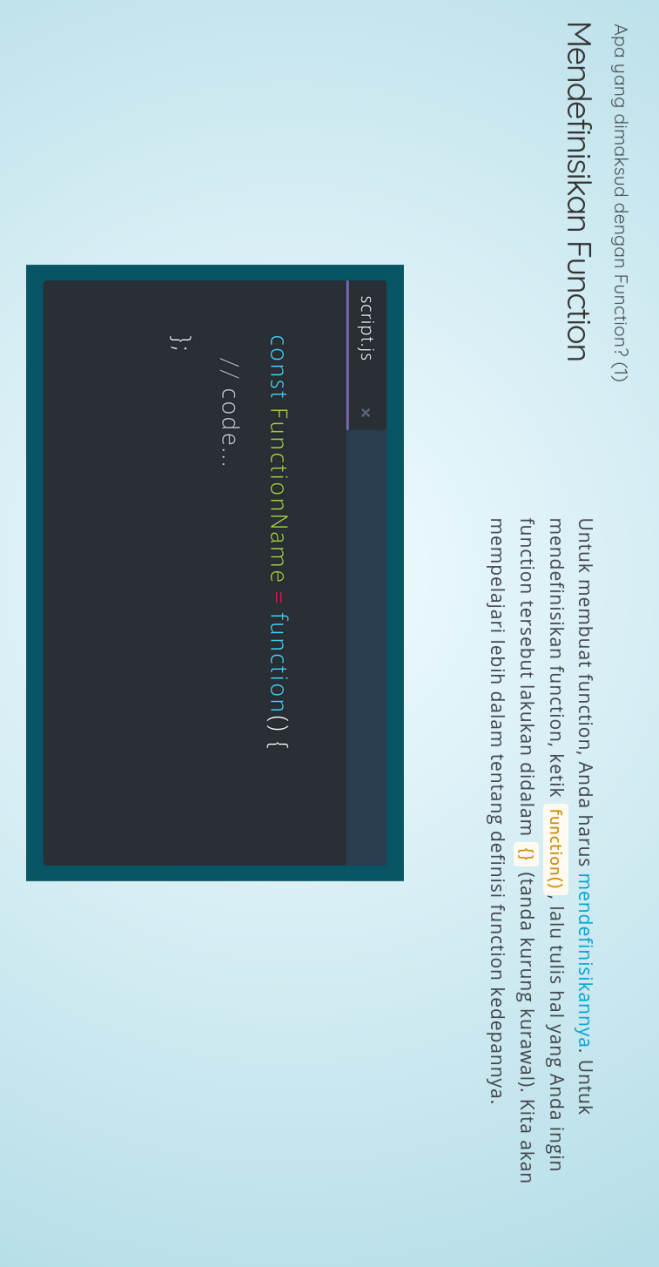 Apa yang dimaksud dengan Function? (1)
Mendefinisikan Function
Untuk membuat function, Anda harus mendefinisikannya. Untuk
mendefinisikan function, ketik function() , lalu tulis hal yang Anda ingin
function tersebut lakukan didalam {} (tanda kurung kurawal). Kita akan
mempelajari lebih dalam tentang definisi function kedepannya.
script.js ×
const FunctionName = function() {
// code...
};